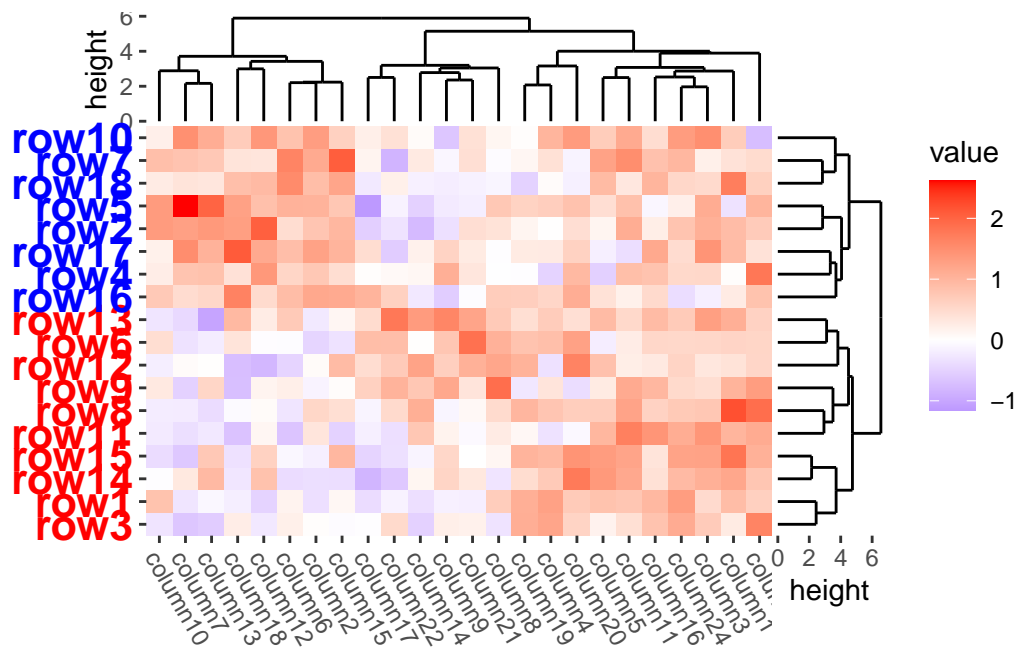 height
6
4
2
0
row10
row7
row18
row5
row2
row17
row4
row16
row13
row6
row12
row9
row8
row11
row15
row14
row1
row3
column10
column7
column13
column18
column12
column6
column2
column15
column17
column22
column14
column9
column21
column8
column19
column4
column20
column5
column11
column16
column24
column3
0 2 4 6
height
value
2
1
0
−1